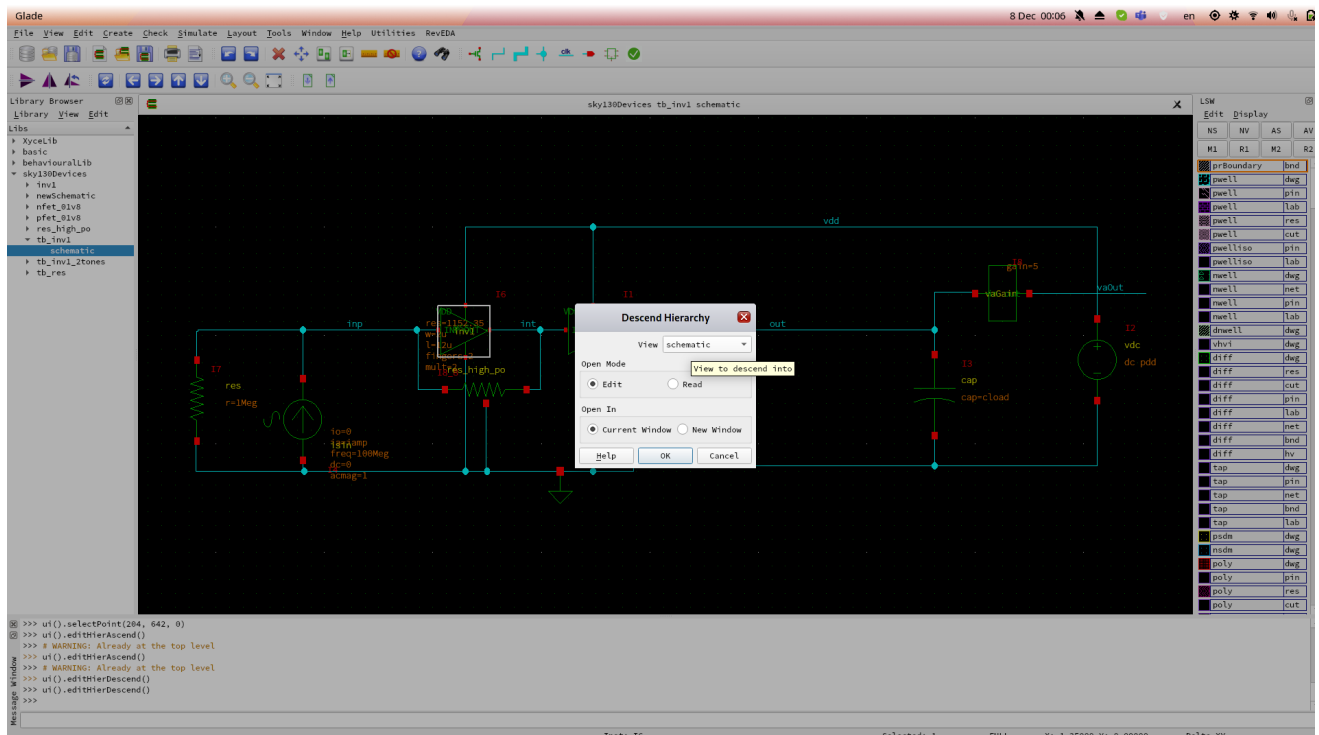 Glade
8 Dec 00:06
en
File View Edit Create Check Simulate Layout Tools Window Help Utilities RevEDA
clk
Library Browser
Library View Edit
Libs
XyceLib
basic
behaviouralLib
sky130Devices
inv1
newSchematic
nfet_01v8
pfet_01v8
res_high_po
tb_inv1
schematic
tb_inv1_2tones
tb_res
sky130Devices tb_inv1 schematic
vdd
gain=5
vaGain
vaOut
I6
I1
VDD
inp
res=1152.35
inv1
int
out
I2
vdc
dc pdd
I7
res
r=1Meg
res_high_po
I3
cap
cap=cload
io=0
isin
freq=100Meg
dc=0
acmag=1
Descend Hierarchy
View schematic
View to descend into
Open Mode
Edit Read
Open In
Current Window New Window
Help OK Cancel
LSW
Edit Display
NS NV AS AV
M1 R1 M2 R2
prBoundary bnd
pwell dwg
pwell pin
pwell lab
pwell res
pwell cut
pwelliso pin
pwelliso lab
nwell dwg
nwell net
nwell pin
nwell lab
dnwell dwg
vhvi dwg
diff dwg
diff res
diff cut
diff pin
diff lab
diff net
diff bnd
diff hv
tap dwg
tap pin
tap net
tap bnd
tap lab
psdm dwg
nsdm dwg
poly dwg
poly pin
poly res
poly cut
Message Window
>>> ui().selectPoint(204, 642, 0)
>>> ui().editHierAscend()
>>> # WARNING: Already at the top level
>>> ui().editHierAscend()
>>> # WARNING: Already at the top level
>>> ui().editHierDescend()
>>> ui().editHierDescend()
>>>